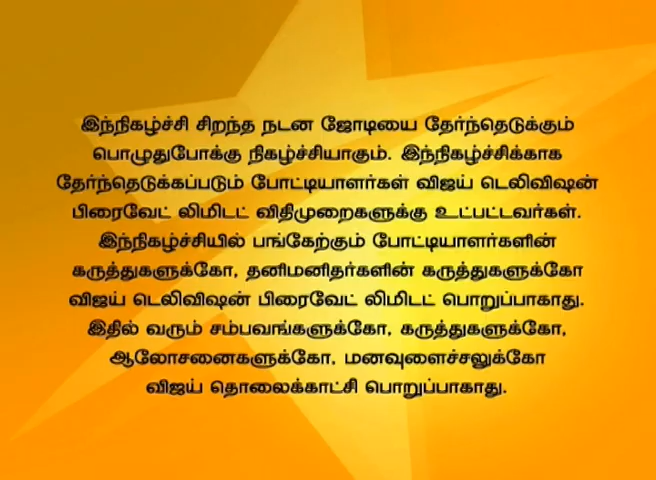 இந்நிகழ்ச்சி சிறந்த நடன ஜோடியை தேர்ந்தெடுக்கும்
பொழுதுபோக்கு நிகழ்ச்சியாகும். இந்நிகழ்ச்சிக்காக
தேர்ந்தெடுக்கப்படும் போட்டியாளர்கள் விஜய் டெலிவிஷன்
பிரைவேட் லிமிடட் விதிமுறைகளுக்கு உட்பட்டவர்கள்.
இந்நிகழ்ச்சியில் பங்கேற்கும் போட்டியாளர்களின்
கருத்துகளுக்கோ, தனிமனிதர்களின் கருத்துகளுக்கோ
விஜய் டெலிவிஷன் பிரைவேட் லிமிடட் பொறுப்பாகாது.
இதில் வரும் சம்பவங்களுக்கோ, கருத்துகளுக்கோ,
ஆலோசனைகளுக்கோ, மனவுளைச்சலுக்கோ
விஜய் தொலைக்காட்சி பொறுப்பாகாது.